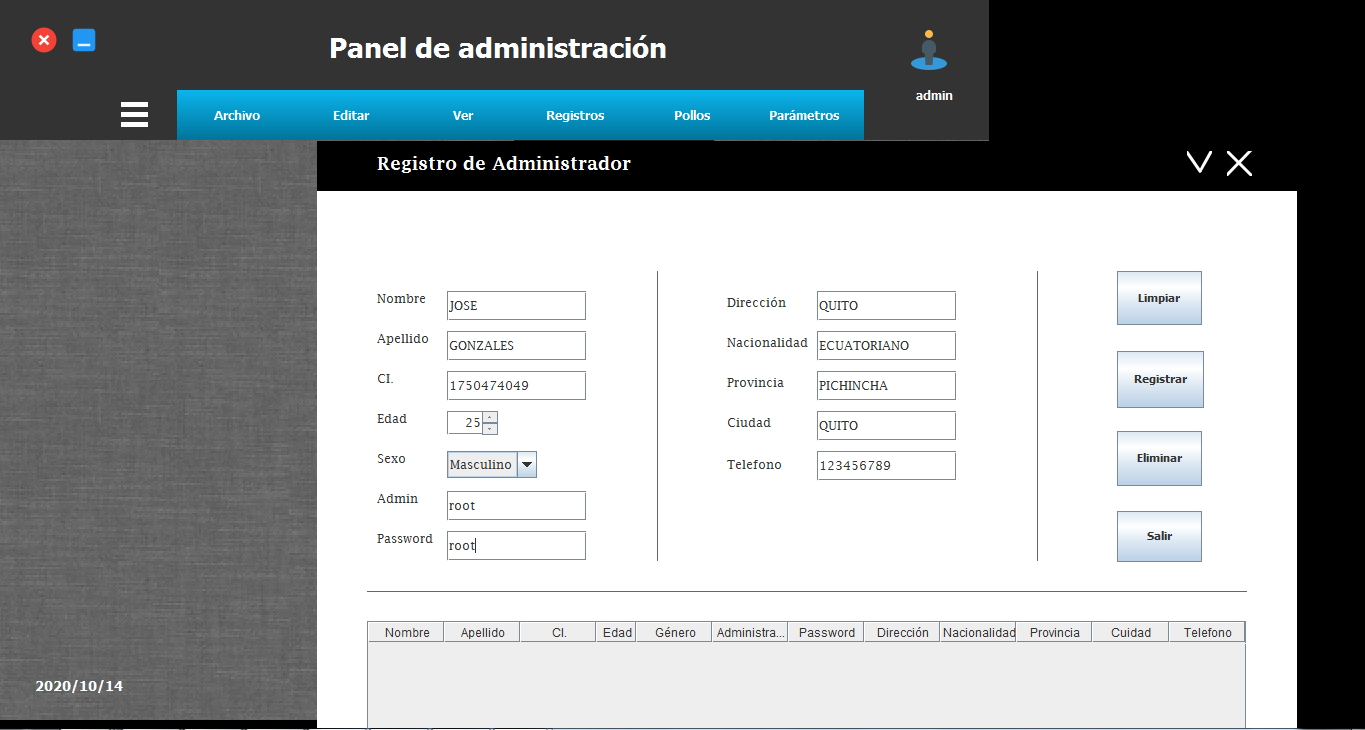 Panel de administración
admin
Archivo Editar Ver Registros Pollos Parámetros
Registro de Administrador
Nombre JOSE
Apellido GONZALES
CI. 1750474049
Edad 25
Sexo Masculino
Admin root
Password root
Dirección QUITO
Nacionalidad ECUATORIANO
Provincia PICHINCHA
Ciudad QUITO
Telefono 123456789
Limpiar
Registrar
Eliminar
Salir
Nombre Apellido CI. Edad Género Administra... Password Dirección Nacionalidad Provincia Cuidad Telefono
2020/10/14